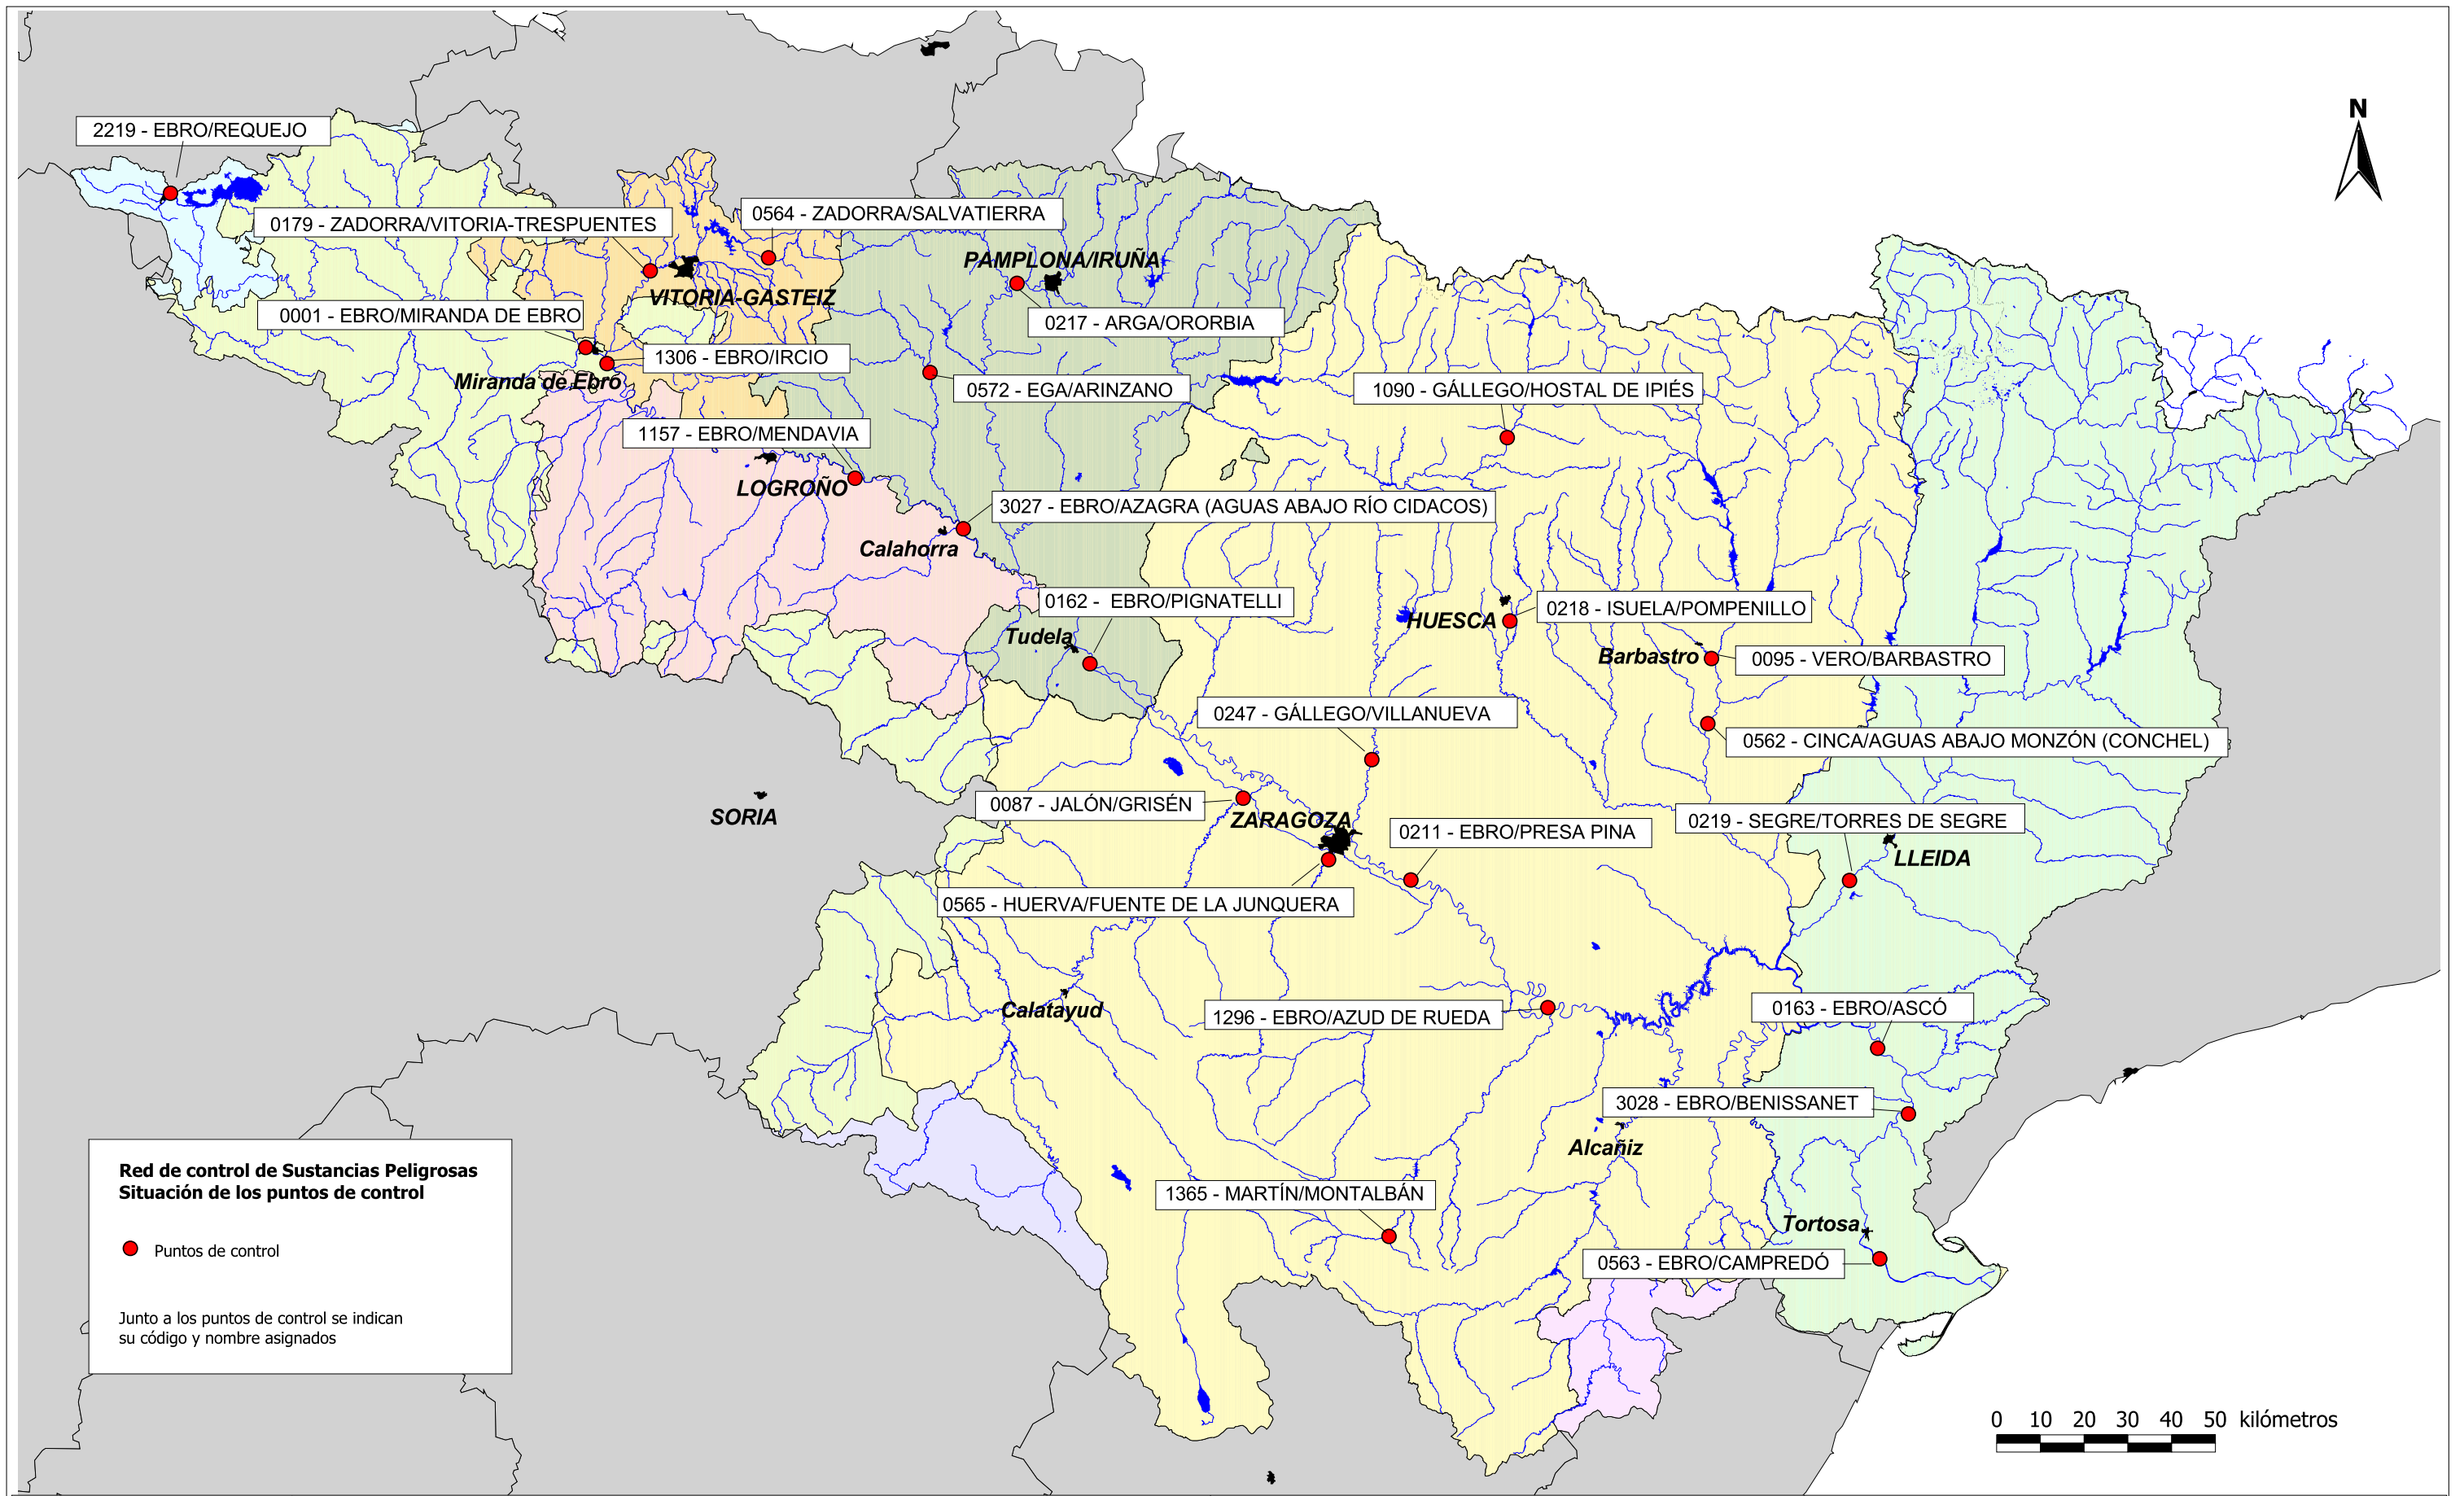 N
2219 - EBRO/REQUEJO
0179 - ZADORRA/VITORIA-TRESPUENTES
0564 - ZADORRA/SALVATIERRA
PAMPLONA/IRUÑA
VITORIA-GASTEIZ
0001 - EBRO/MIRANDA DE EBRO
0217 - ARGA/ORORBIA
1306 - EBRO/IRCIO
Miranda de Ebro
0572 - EGA/ARINZANO
1090 - GÁLLEGO/HOSTAL DE IPIÉS
1157 - EBRO/MENDAVIA
LOGROÑO
3027 - EBRO/AZAGRA (AGUAS ABAJO RÍO CIDACOS)
Calahorra
0162 - EBRO/PIGNATELLI
0218 - ISUELA/POMPENILLO
HUESCA
Tudela
Barbastro
0095 - VERO/BARBASTRO
0247 - GÁLLEGO/VILLANUEVA
0562 - CINCA/AGUAS ABAJO MONZÓN (CONCHEL)
0087 - JALÓN/GRISÉN
SORIA
ZARAGOZA
0219 - SEGRE/TORRES DE SEGRE
0211 - EBRO/PRESA PINA
LLEIDA
0565 - HUERVA/FUENTE DE LA JUNQUERA
Calatayud
1296 - EBRO/AZUD DE RUEDA
0163 - EBRO/ASCÓ
3028 - EBRO/BENISSANET
Alcañiz
1365 - MARTÍN/MONTALBÁN
Tortosa
0563 - EBRO/CAMPREDÓ
Red de control de Sustancias Peligrosas
Situación de los puntos de control
Puntos de control
Junto a los puntos de control se indican
su código y nombre asignados
0 10 20 30 40 50 kilómetros